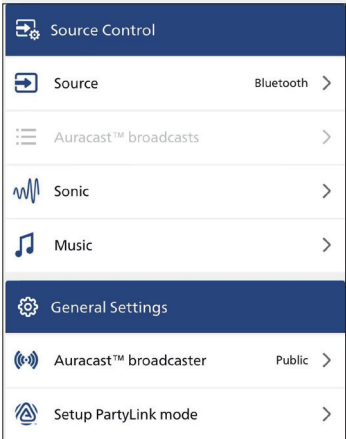 Source Control
Source Bluetooth
Auracast™ broadcasts
Sonic
Music
General Settings
Auracast™ broadcaster Public
Setup PartyLink mode